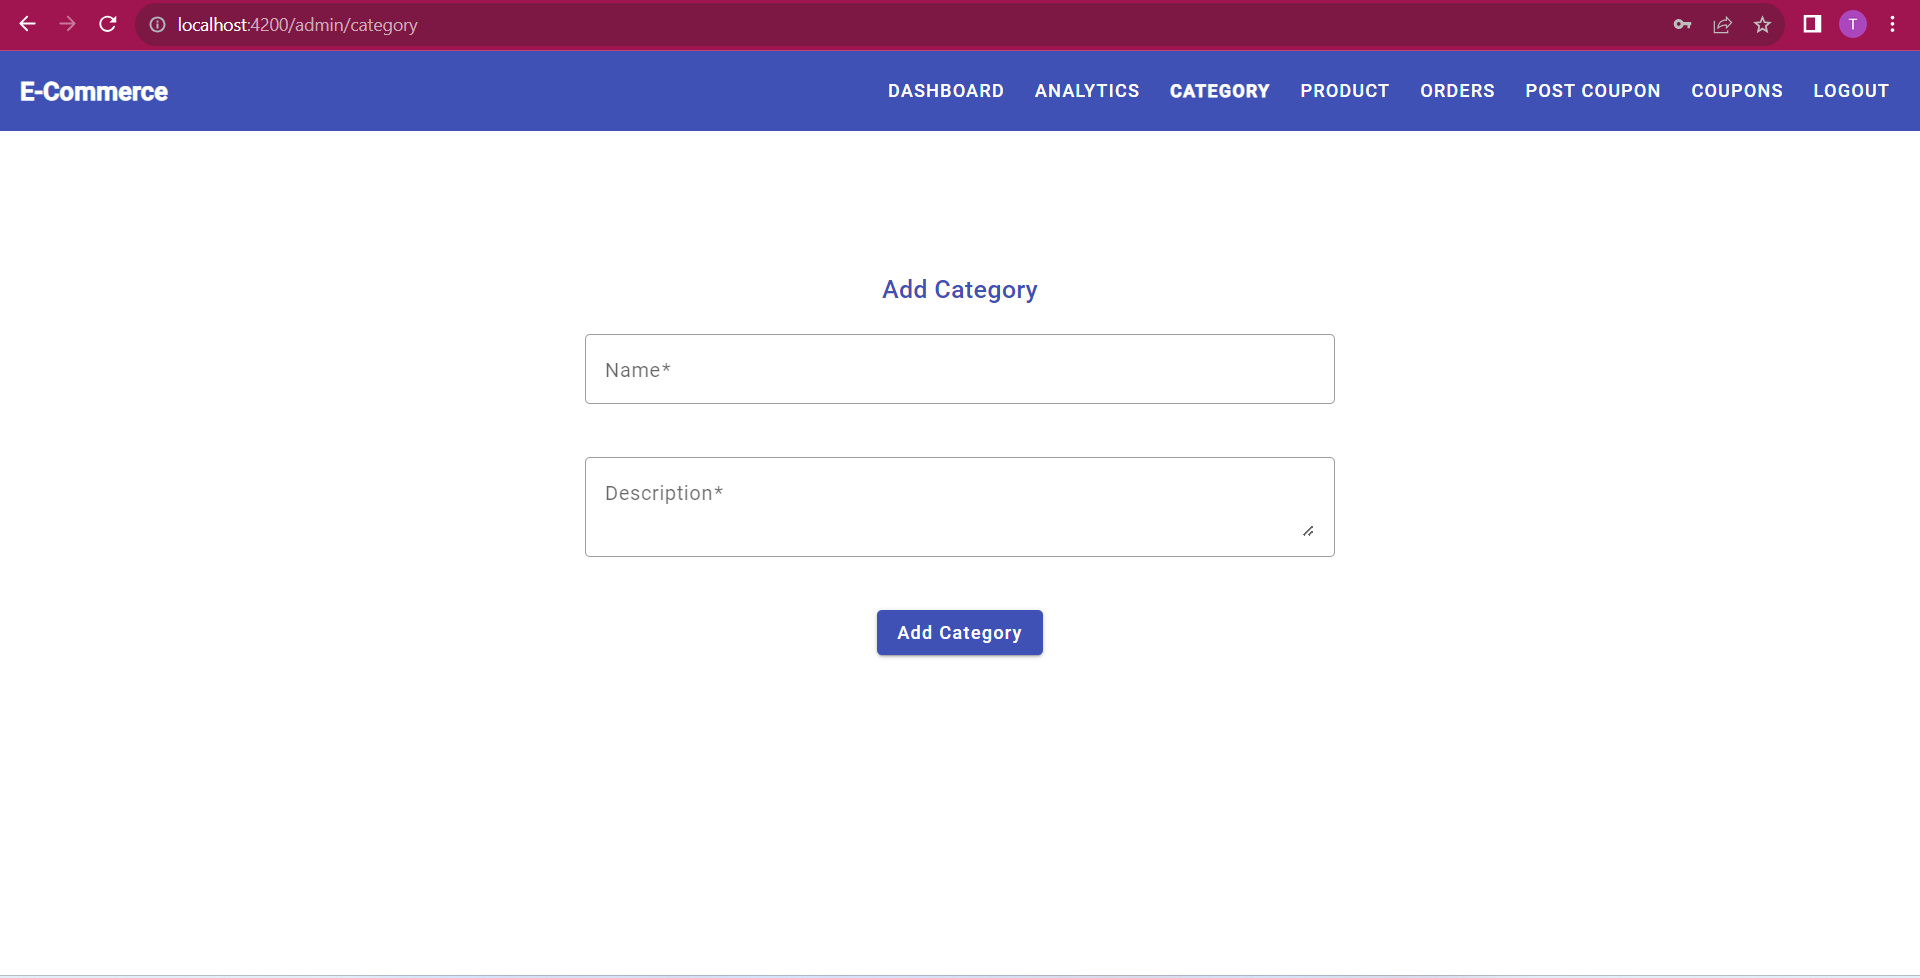 localhost:4200/admin/category
T
E-Commerce
DASHBOARD ANALYTICS CATEGORY PRODUCT ORDERS POST COUPON COUPONS LOGOUT
Add Category
Name*
Description*
Add Category